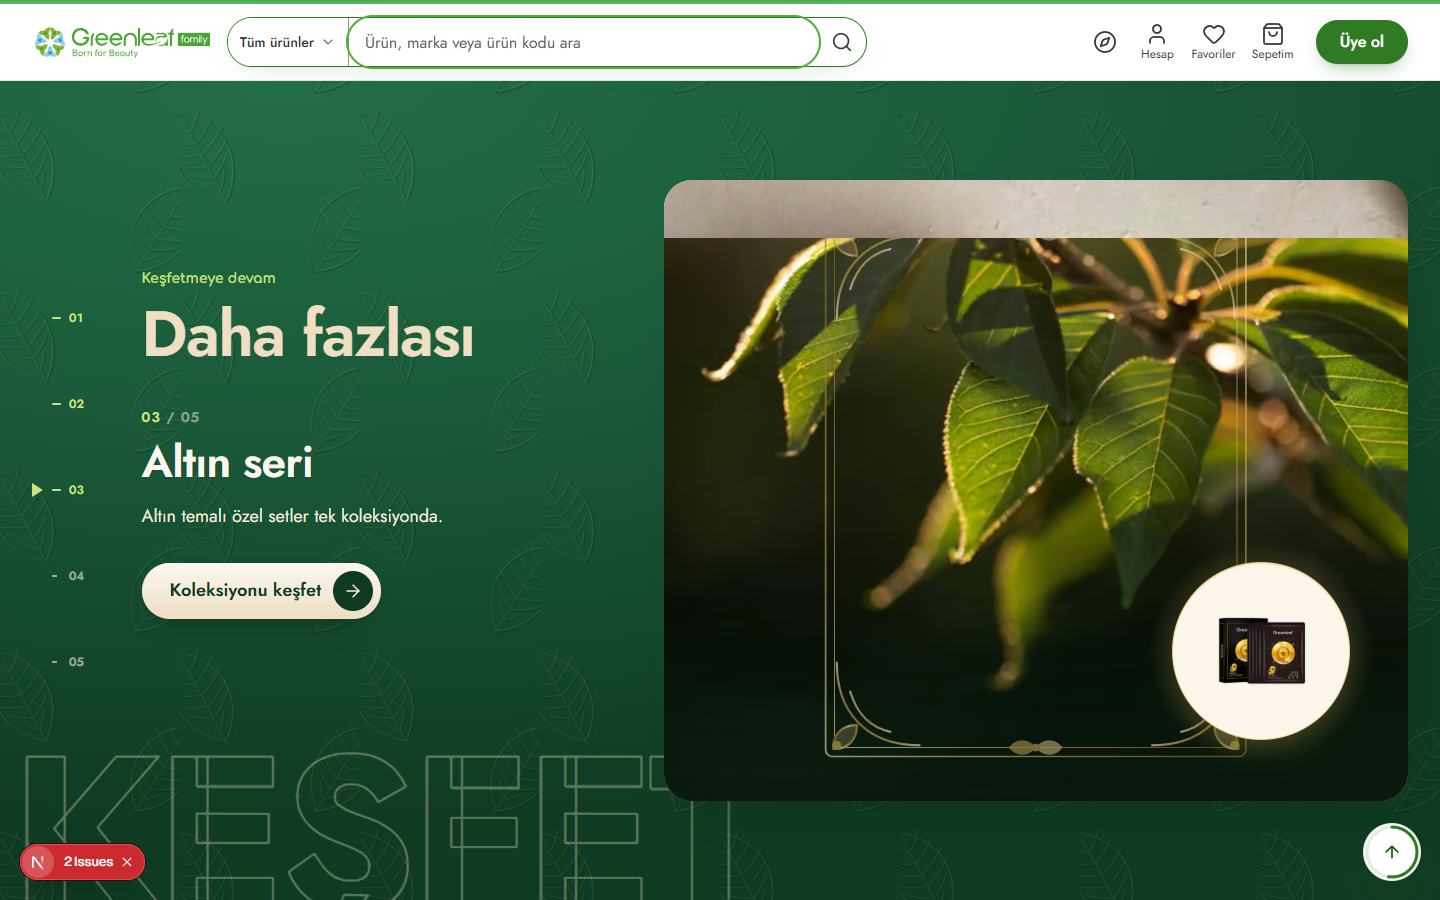 Greenleaf family
Born for Beauty
Tüm ürünler
Ürün, marka veya ürün kodu ara
Hesap
Favoriler
Sepetim
Üye ol
Keşfetmeye devam
Daha fazlası
01
02
03
04
05
03 / 05
Altın seri
Altın temalı özel setler tek koleksiyonda.
Koleksiyonu keşfet
Greenleaf
KEŞFET
N 2 Issues